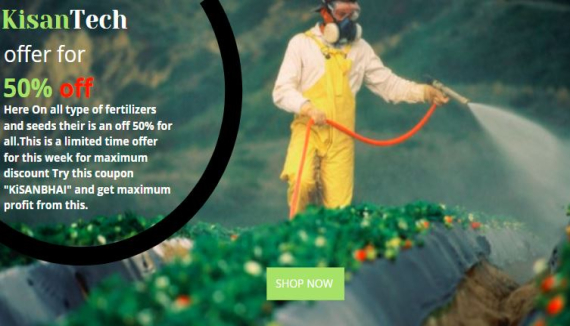 KisanTech
offer for
50% off
Here On all type of fertilizers
and seeds their is an off 50% for
all.This is a limited time offer
for this week for maximum
discount Try this coupon
"KiSANBHAI" and get maximum
profit from this.
SHOP NOW